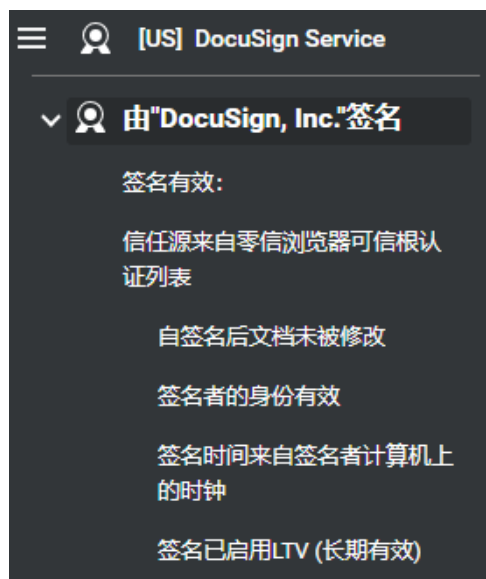 [US] DocuSign Service
由"DocuSign, Inc."签名
签名有效：
信任源来自零信浏览器可信根认
证列表
自签名后文档未被修改
签名者的身份有效
签名时间来自签名者计算机上
的时钟
签名已启用LTV (长期有效)